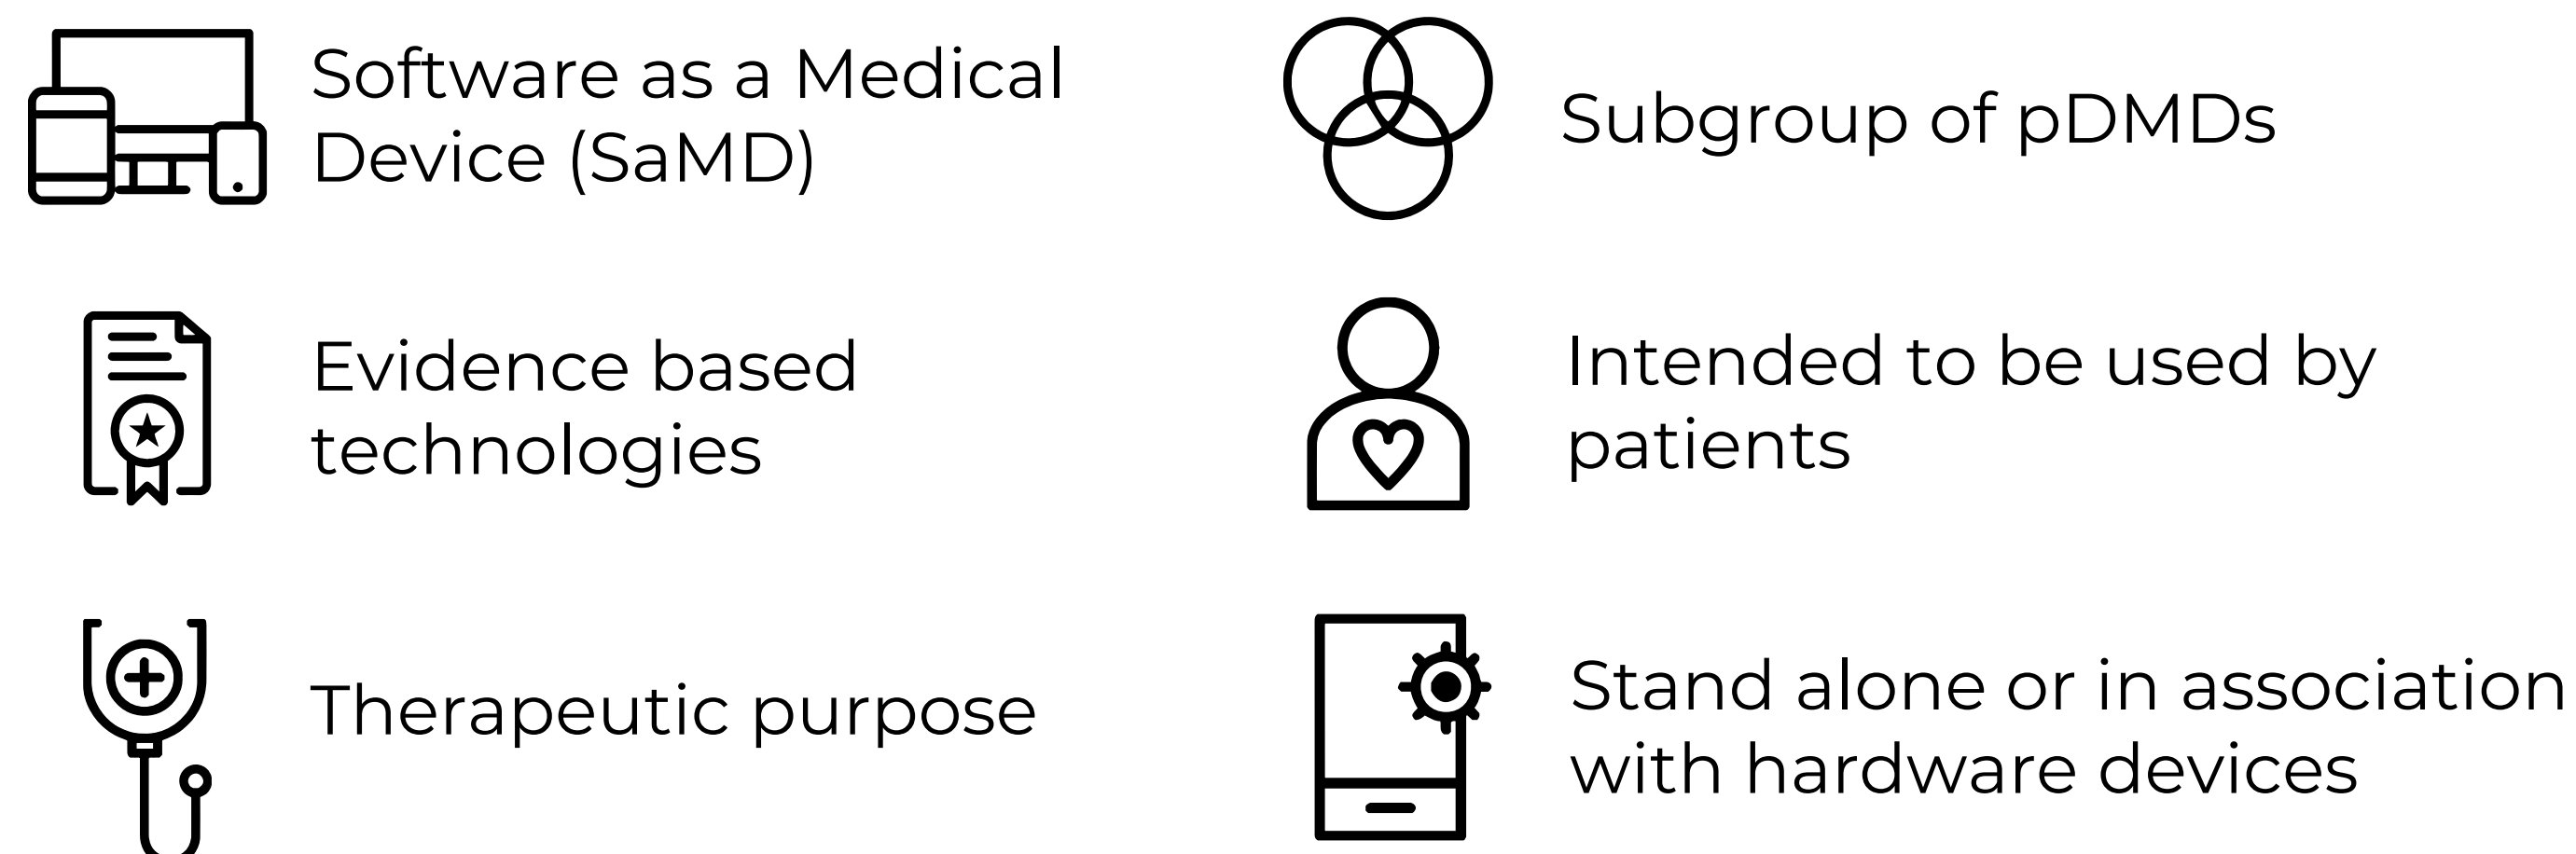 Software as a Medical
Device (SaMD)
Subgroup of pDMDs
Evidence based
technologies
Intended to be used by
patients
Therapeutic purpose
Stand alone or in association
with hardware devices